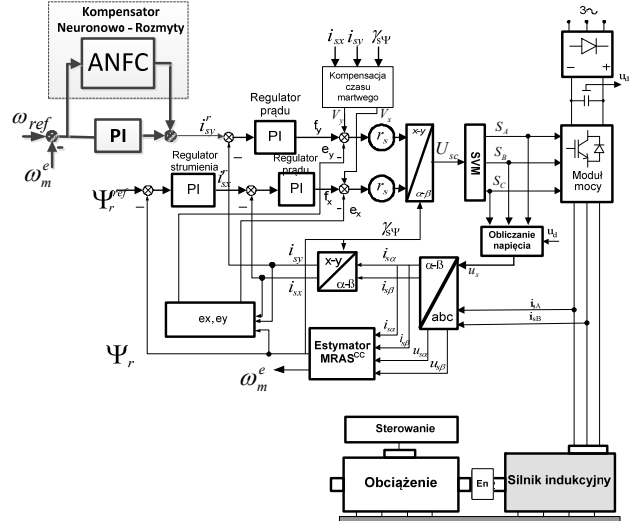 Kompensator
Neuronowo - Rozmyty
ANFC
3~
−
+
u_d
i_sx i_sy γ_sΨ
Kompensacja
czasu
martwego
V_y
V_x
Regulator
prądu
ω_ref
PI
i_sy^r
PI
f_y
e_y
-
r_s
x-y
α-β
U_sc
SVM
S_A
S_B
S_C
Moduł
mocy
ω_m^e
-
Regulator
strumienia
Regulator
prądu
Ψ_r^ref
PI
i_sx^r
PI
f_x
e_x
-
r_s
Obliczanie
napięcia
u_d
γ_sΨ
i_sy
i_sx
x-y
α-ß
i_sα
i_sβ
α-ß
abc
u_s
i_sA
i_sB
ex,ey
Ψ_r
Estymator
MRAS^CC
i_sα
i_sβ
u_sα
u_sβ
ω_m^e
Sterowanie
Obciążenie
En
Silnik indukcyjny